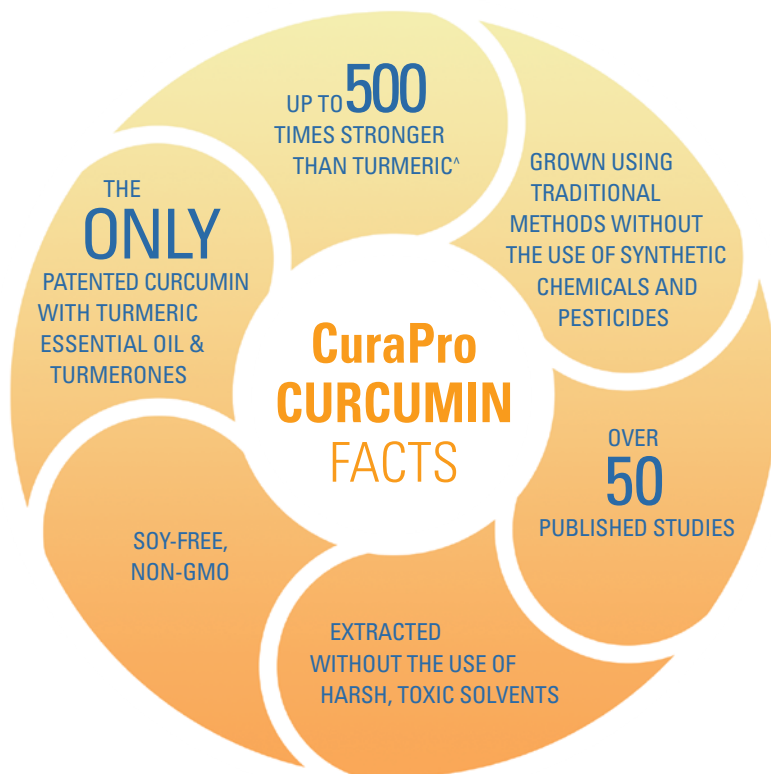 CuraPro
CURCUMIN
FACTS
UP TO 500
TIMES STRONGER
THAN TURMERIC^
GROWN USING
TRADITIONAL
METHODS WITHOUT
THE USE OF SYNTHETIC
CHEMICALS AND
PESTICIDES
OVER
50
PUBLISHED STUDIES
EXTRACTED
WITHOUT THE USE OF
HARSH, TOXIC SOLVENTS
SOY-FREE,
NON-GMO
THE
ONLY
PATENTED CURCUMIN
WITH TURMERIC
ESSENTIAL OIL &
TURMERONES